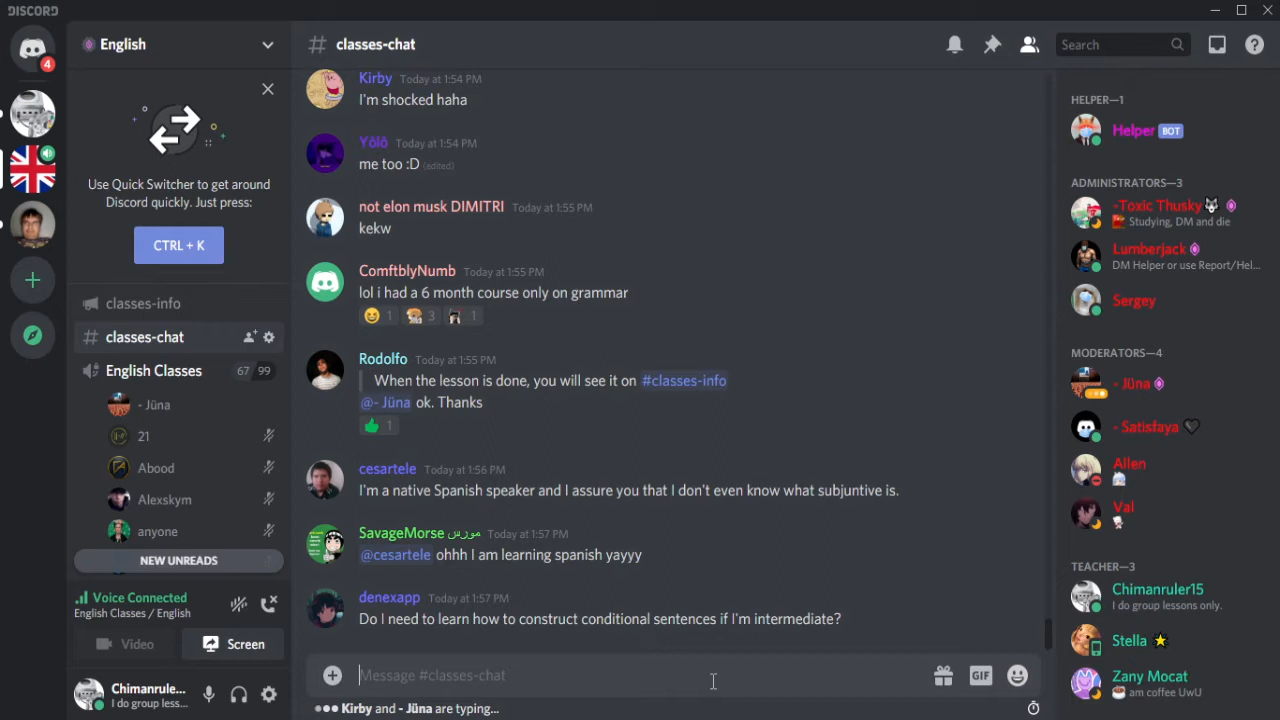 DISCORD
4
English
Use Quick Switcher to get around
Discord quickly. Just press:
CTRL + K
classes-info
classes-chat
English Classes 67 99
- Jüna
21
Abood
Alexskym
anyone
NEW UNREADS
Voice Connected
English Classes / English
Video Screen
Chimanrule...
I do group less...
# classes-chat
Search
Kirby Today at 1:54 PM
I'm shocked haha
Yōlō Today at 1:54 PM
me too :D (edited)
not elon musk DIMITRI Today at 1:55 PM
kekw
ComftblyNumb Today at 1:55 PM
lol i had a 6 month course only on grammar
1 3 1
Rodolfo Today at 1:55 PM
When the lesson is done, you will see it on #classes-info
@- Jüna ok. Thanks
1
cesartele Today at 1:56 PM
I'm a native Spanish speaker and I assure you that I don't even know what subjuntive is.
SavageMorse مورس Today at 1:57 PM
@cesartele ohhh I am learning spanish yayyy
denexapp Today at 1:57 PM
Do I need to learn how to construct conditional sentences if I'm intermediate?
Message #classes-chat
GIF
Kirby and - Jüna are typing...
HELPER—1
Helper BOT
ADMINISTRATORS—3
-Toxic Thusky
Studying, DM and die
Lumberjack
DM Helper or use Report/Hel...
Sergey
MODERATORS—4
- Jüna
- Satisfaya
Allen
Val
TEACHER—3
Chimanruler15
I do group lessons only.
Stella
Zany Mocat
am coffee UwU